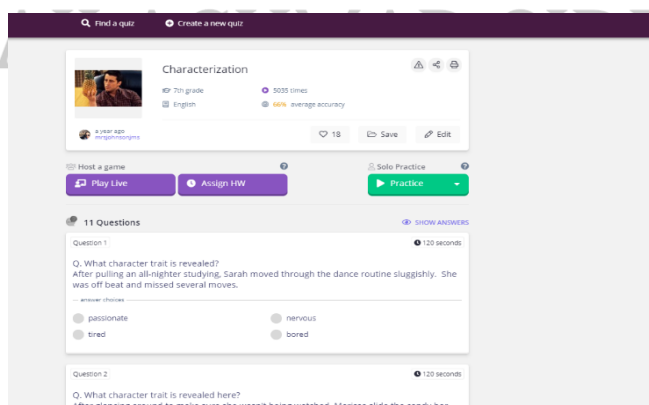 Find a quiz
Create a new quiz
Characterization
7th grade
5035 times
English
66% average accuracy
a year ago
mrsjohnsonjms
18
Save
Edit
Host a game
Solo Practice
Play Live
Assign HW
Practice
11 Questions
SHOW ANSWERS
Question 1
120 seconds
Q. What character trait is revealed?
After pulling an all-nighter studying, Sarah moved through the dance routine sluggishly. She
was off beat and missed several moves.
answer choices
passionate
nervous
tired
bored
Question 2
120 seconds
Q. What character trait is revealed here?